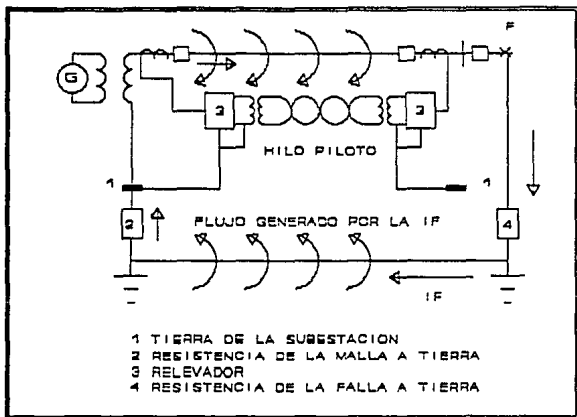 F
G
3
3
HILO PILOTO
1
1
2
FLUJO GENERADO POR LA IF
4
IF
1 TIERRA DE LA SUBESTACION
2 RESISTENCIA DE LA MALLA A TIERRA
3 RELEVADOR
4 RESISTENCIA DE LA FALLA A TIERRA